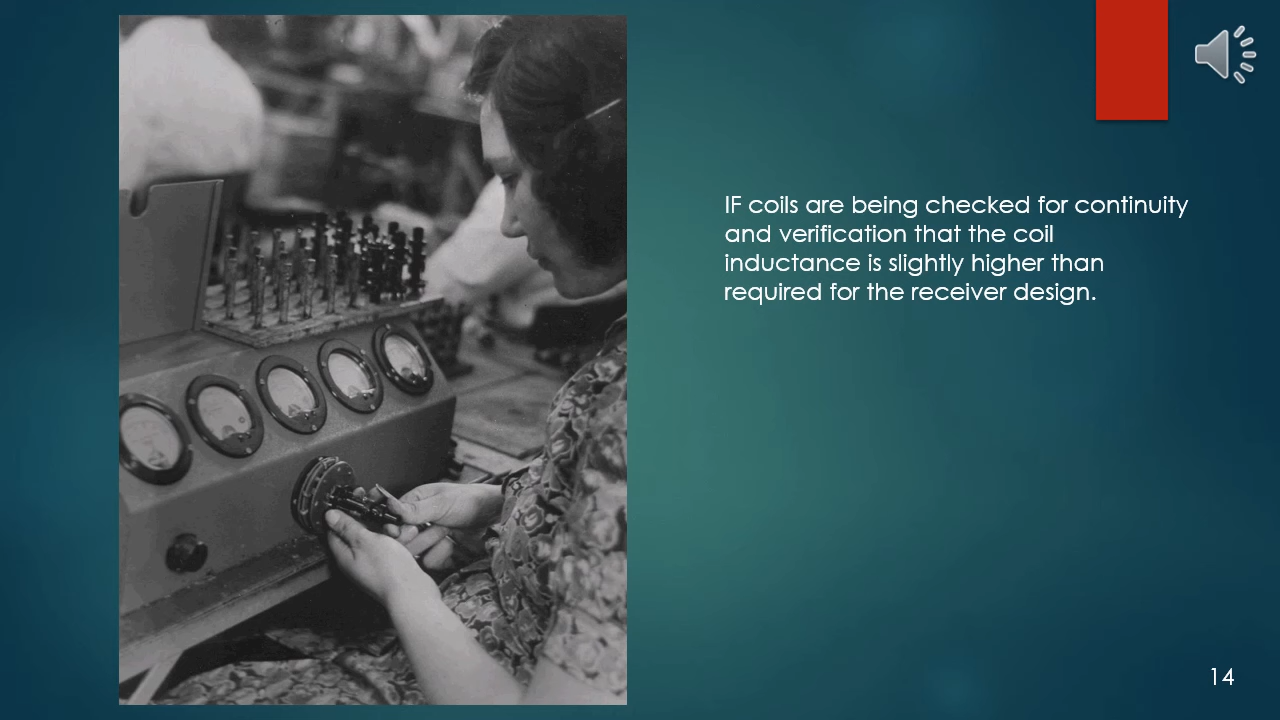 IF coils are being checked for continuity
and verification that the coil
inductance is slightly higher than
required for the receiver design.
14